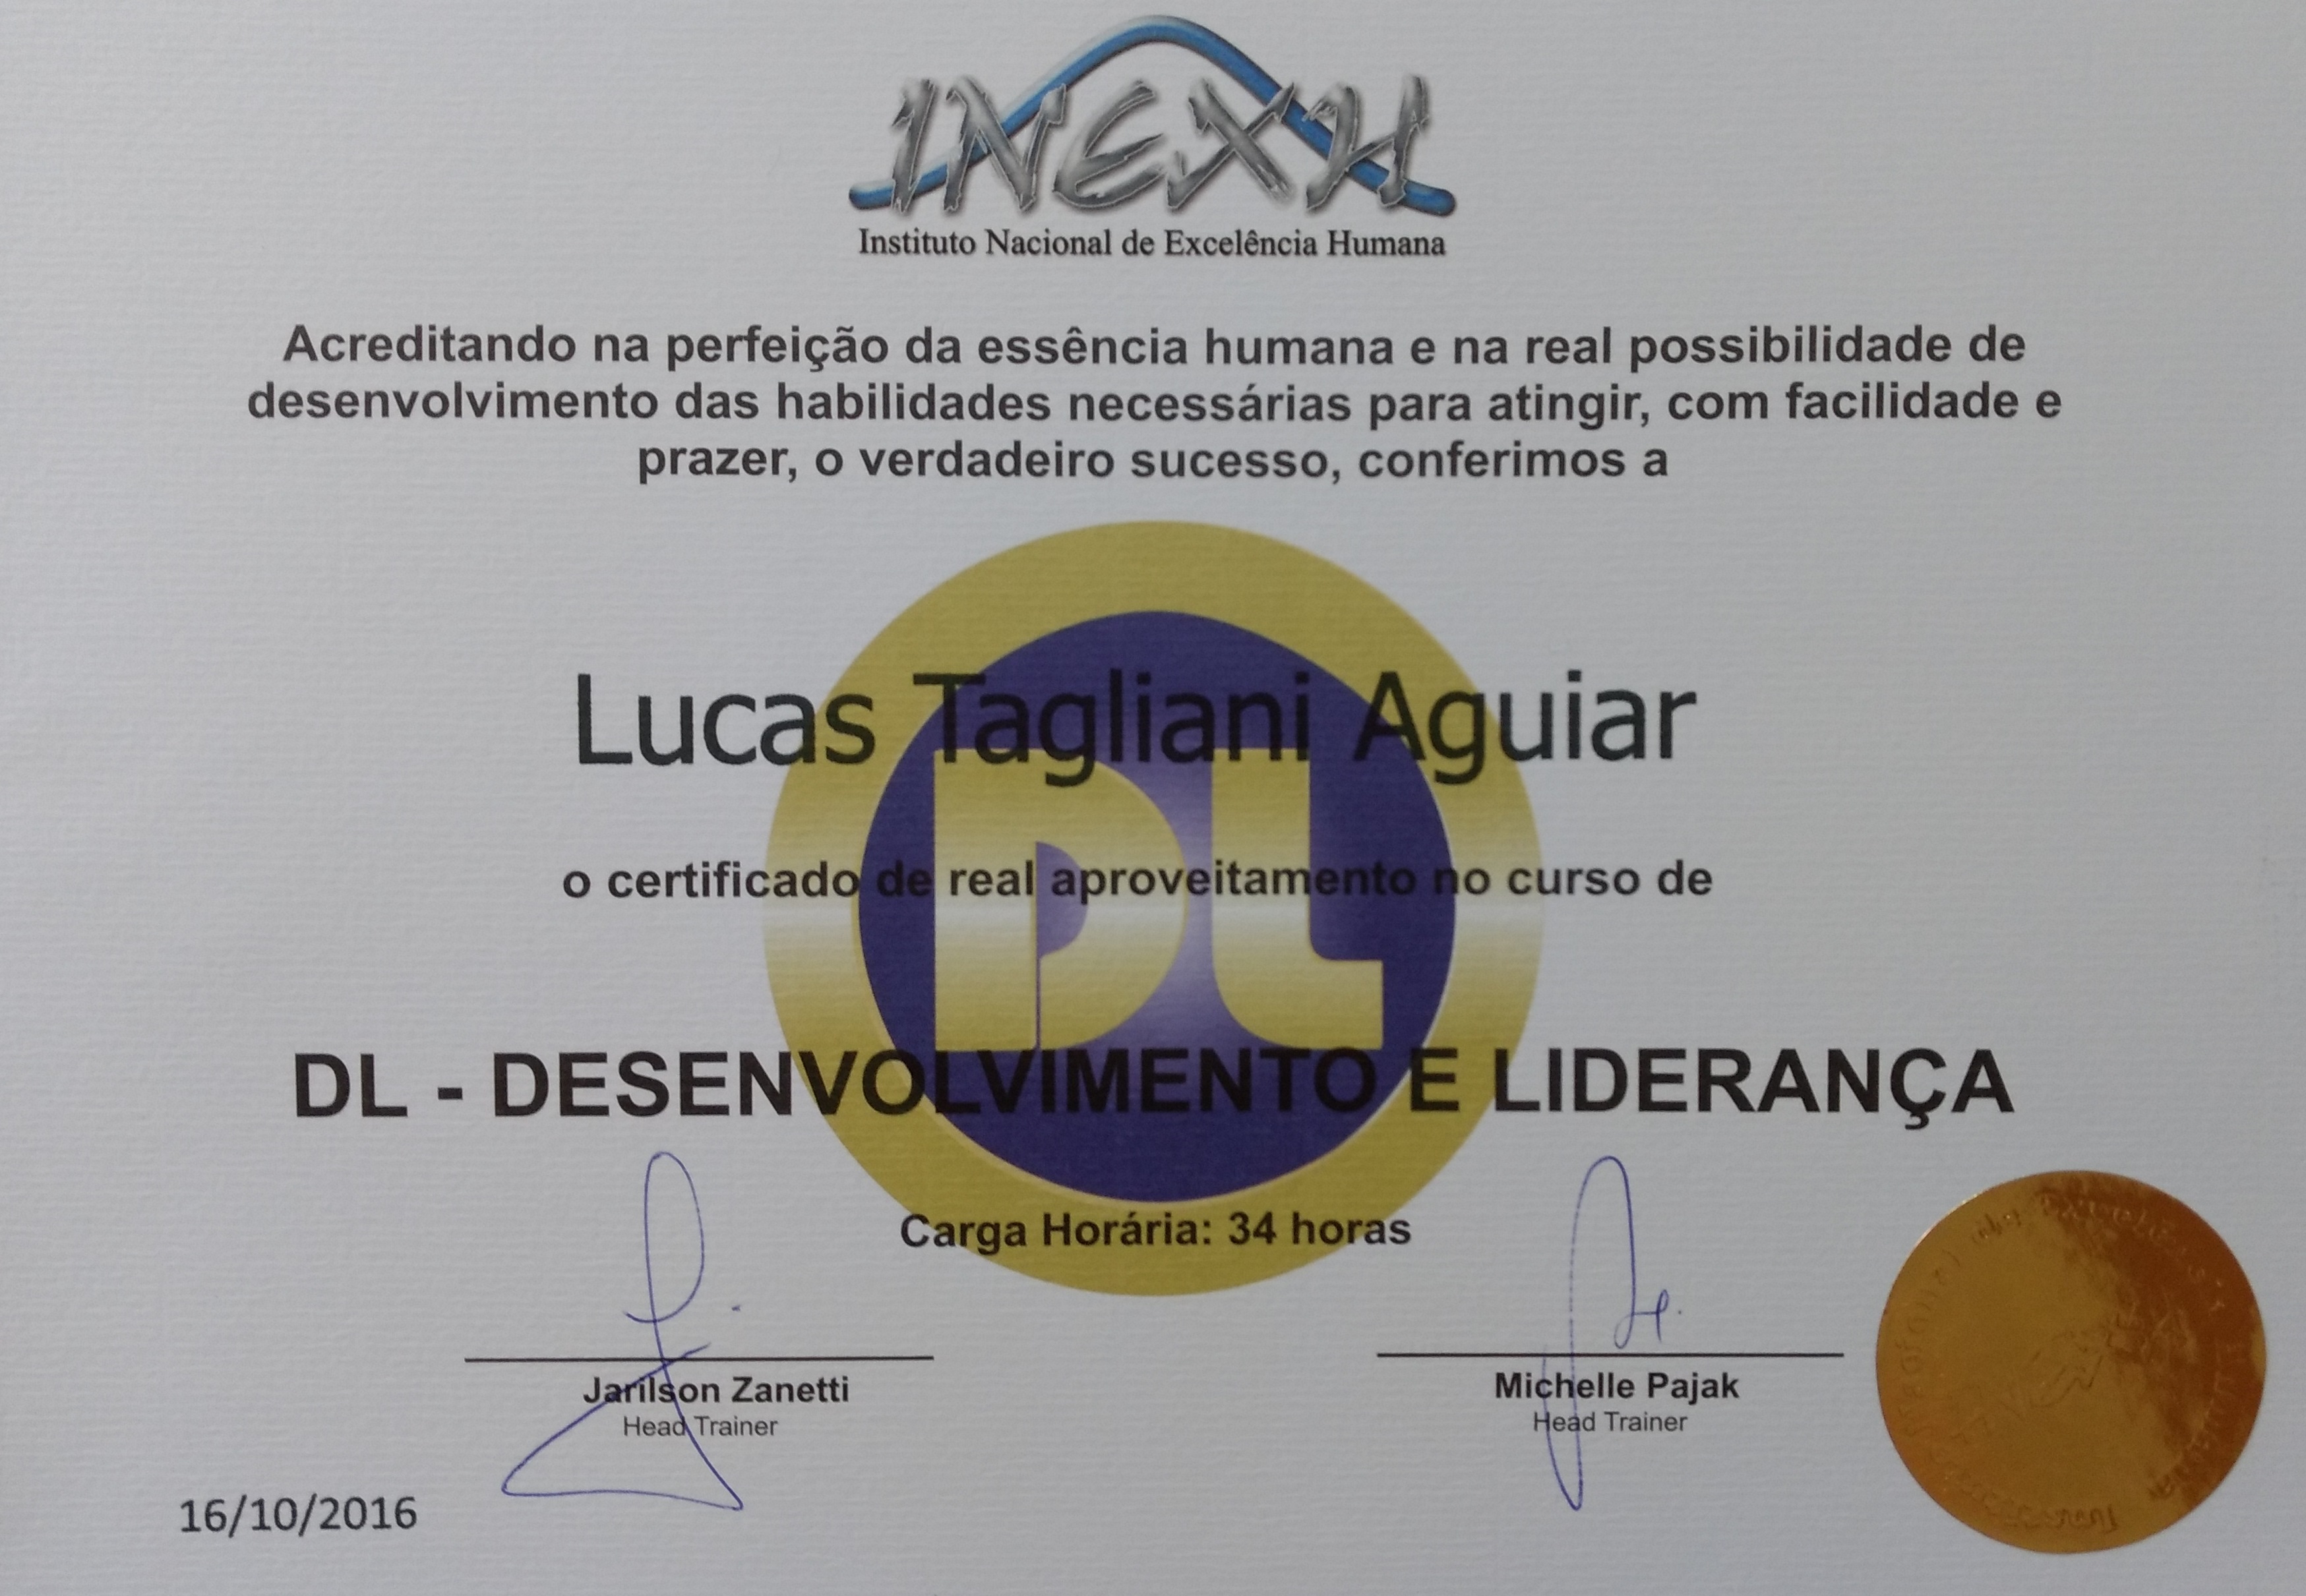 INEXH
Instituto Nacional de Excelência Humana
Acreditando na perfeição da essência humana e na real possibilidade de
desenvolvimento das habilidades necessárias para atingir, com facilidade e
prazer, o verdadeiro sucesso, conferimos a
Lucas Tagliani Aguiar
DL
o certificado de real aproveitamento no curso de
DL - DESENVOLVIMENTO E LIDERANÇA
Carga Horária: 34 horas
Jarilson Zanetti
Head Trainer
Michelle Pajak
Head Trainer
16/10/2016